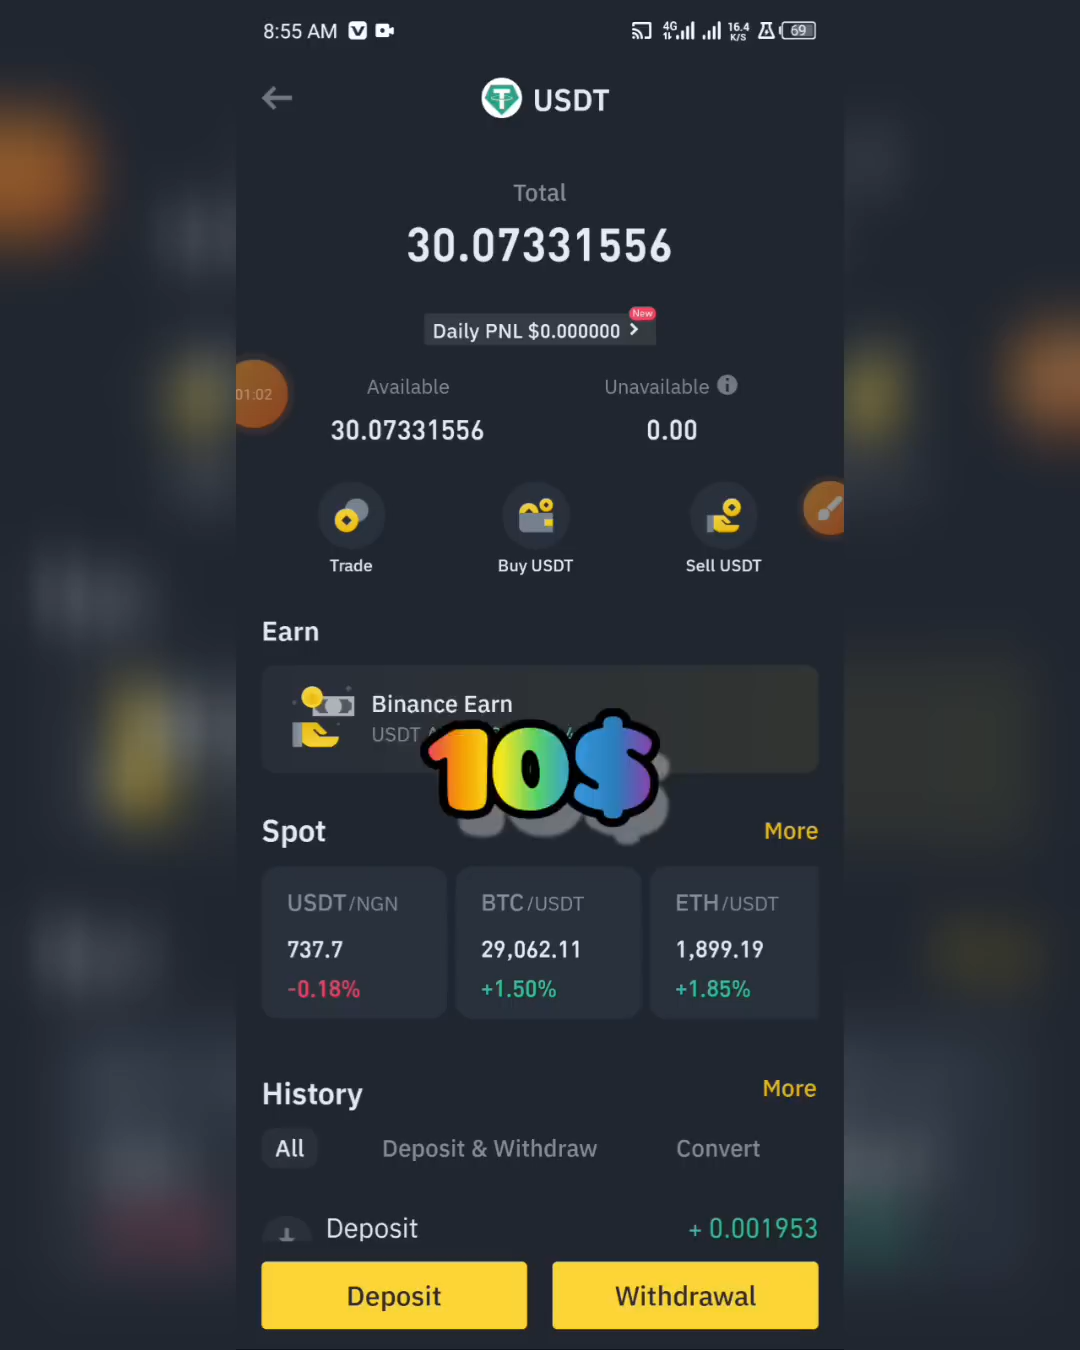 8:55 AM
4G
16.4
K/S
69
USDT
Total
30.07331556
New
Daily PNL $0.000000
Available
Unavailable
01:02
30.07331556
0.00
Trade
Buy USDT
Sell USDT
Earn
Binance Earn
USDT
10$
Spot
More
USDT/NGN
BTC/USDT
ETH/USDT
737.7
29,062.11
1,899.19
-0.18%
+1.50%
+1.85%
History
More
All
Deposit & Withdraw
Convert
Deposit
+ 0.001953
Deposit
Withdrawal